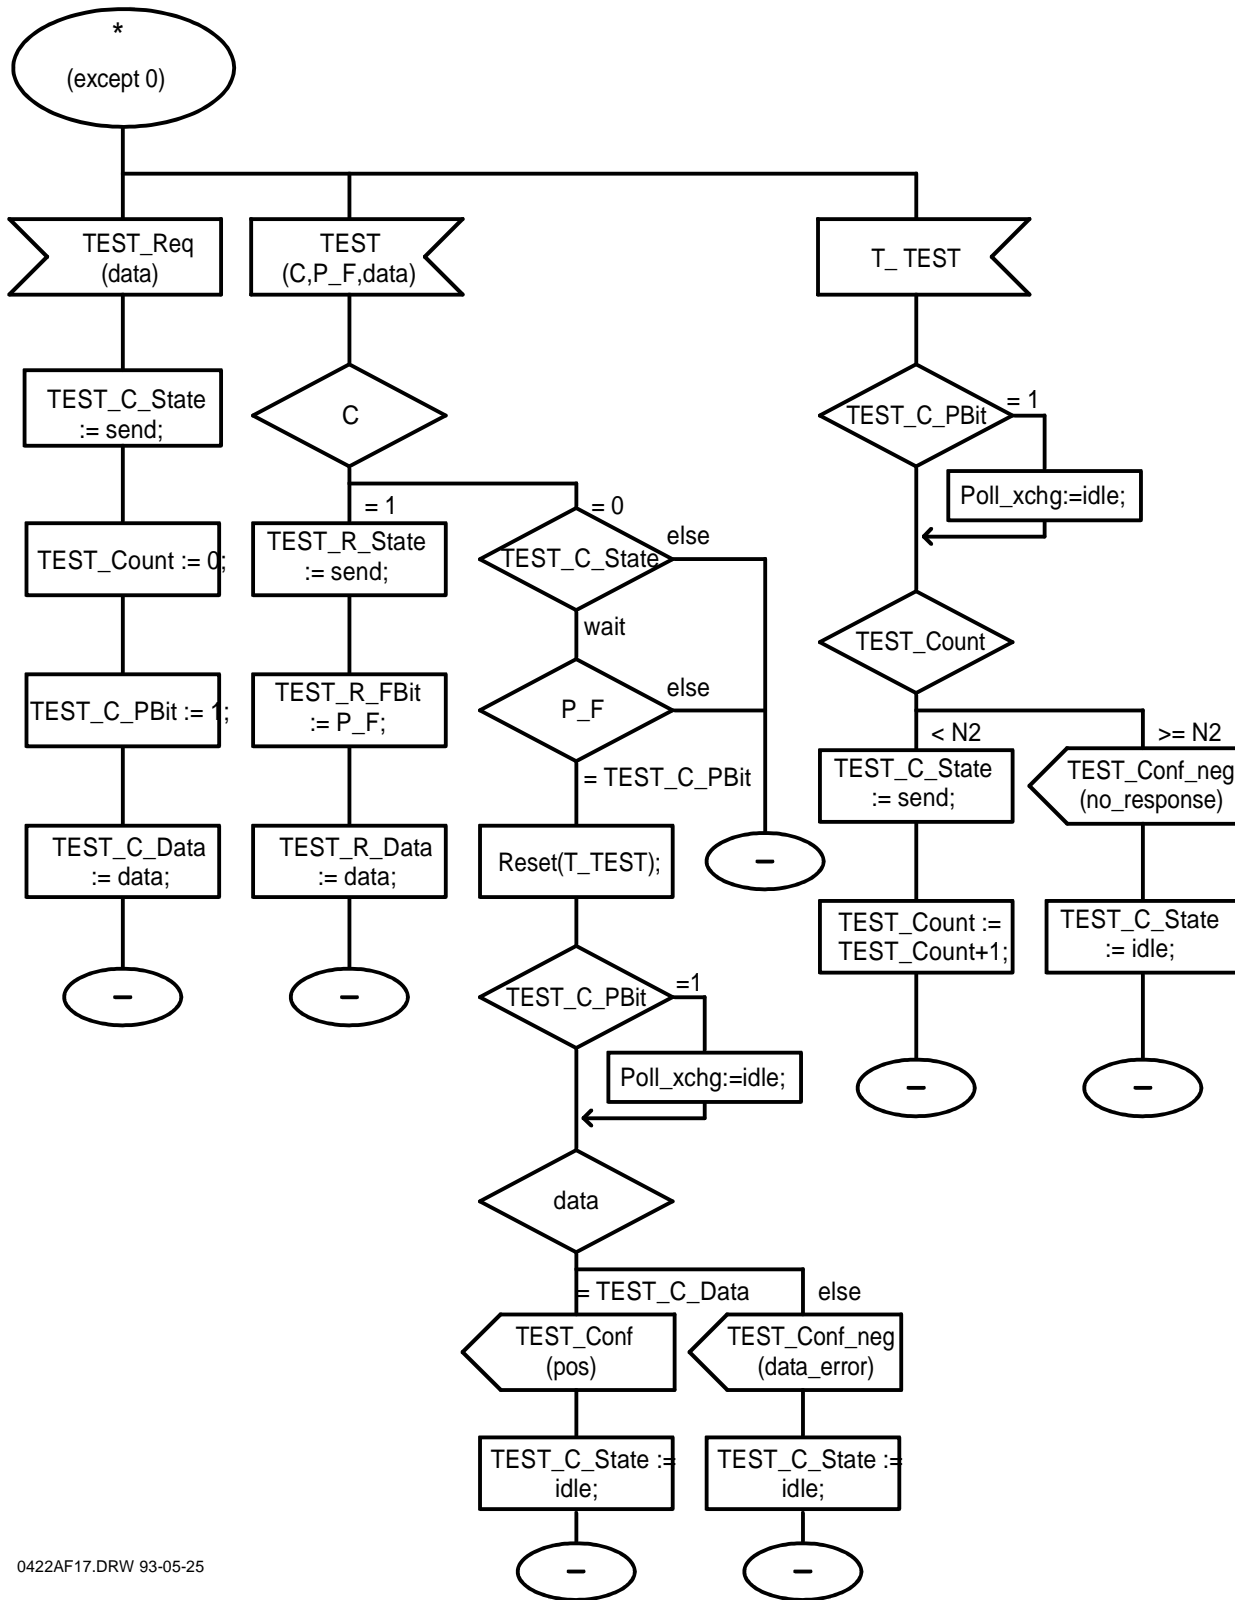 *
(except 0)
TEST_Req
(data)
TEST
(C,P_F,data)
T_ TEST
TEST_C_State
:= send;
C
TEST_C_PBit
= 1
Poll_xchg:=idle;
TEST_Count := 0;
= 1
TEST_R_State
:= send;
= 0
TEST_C_State
else
wait
TEST_Count
TEST_C_PBit := 1;
TEST_R_FBit
:= P_F;
P_F
else
= TEST_C_PBit
< N2
TEST_C_State
:= send;
>= N2
TEST_Conf_neg
(no_response)
TEST_C_Data
:= data;
TEST_R_Data
:= data;
Reset(T_TEST);
–
TEST_Count :=
TEST_Count+1;
TEST_C_State
:= idle;
–
–
TEST_C_PBit
=1
Poll_xchg:=idle;
–
–
data
= TEST_C_Data
else
TEST_Conf
(pos)
TEST_Conf_neg
(data_error)
TEST_C_State :=
idle;
TEST_C_State :=
idle;
–
–
0422AF17.DRW 93-05-25